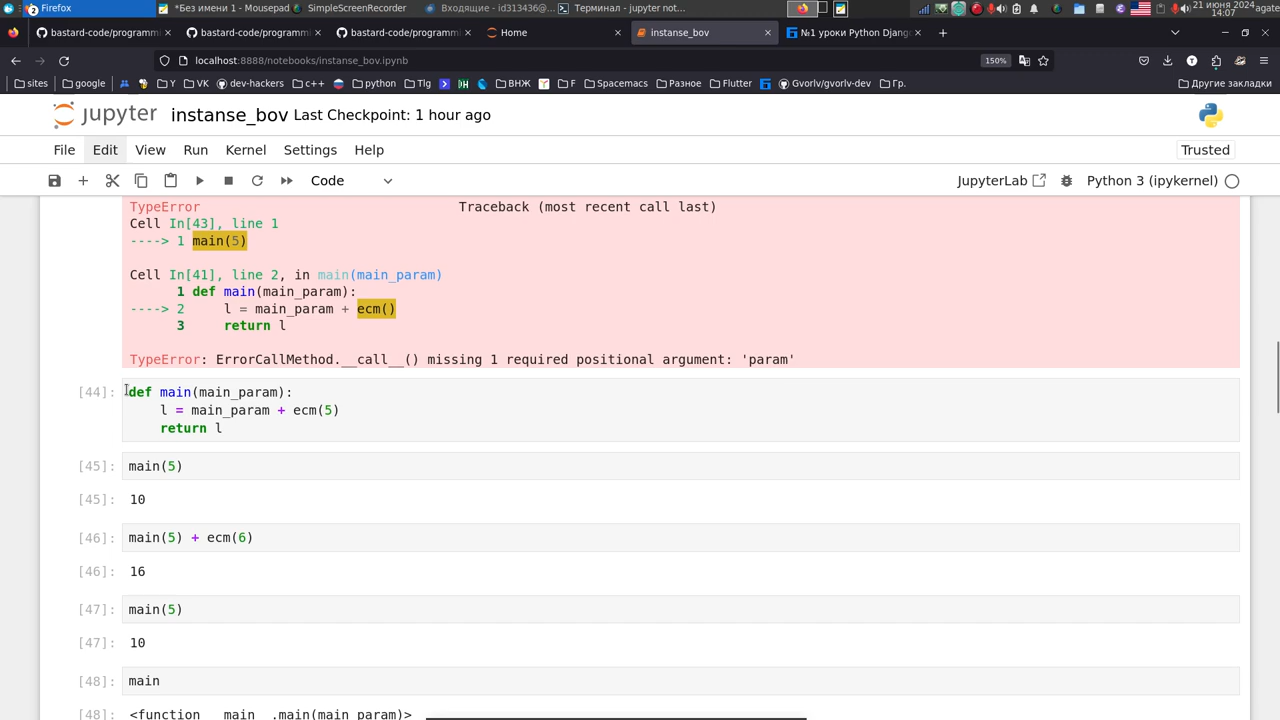 2 Firefox
*Без имени 1 - Mousepad
SimpleScreenRecorder
Входящие - id313436@...
Терминал - jupyter not...
21 июня 2024
14:07
agate
bastard-code/programmi
bastard-code/programmi
bastard-code/programmi
Home
instanse_bov
№1 уроки Python Django
localhost:8888/notebooks/instanse_bov.ipynb
150%
sites
google
Y
VK
dev-hackers
c++
python
Tlg
ВНЖ
F
Spacemacs
Разное
Flutter
Gvorlv/gvorlv-dev
Гр.
Другие закладки
jupyter
instanse_bov Last Checkpoint: 1 hour ago
File Edit View Run Kernel Settings Help
Trusted
Code
JupyterLab
Python 3 (ipykernel)
TypeError Traceback (most recent call last)
Cell In[43], line 1
----> 1 main(5)
Cell In[41], line 2, in main(main_param)
1 def main(main_param):
----> 2 l = main_param + ecm()
3 return l
TypeError: ErrorCallMethod.__call__() missing 1 required positional argument: 'param'
[44]: def main(main_param):
l = main_param + ecm(5)
return l
[45]: main(5)
[45]: 10
[46]: main(5) + ecm(6)
[46]: 16
[47]: main(5)
[47]: 10
[48]: main
[48]: <function __main__.main(main_param)>